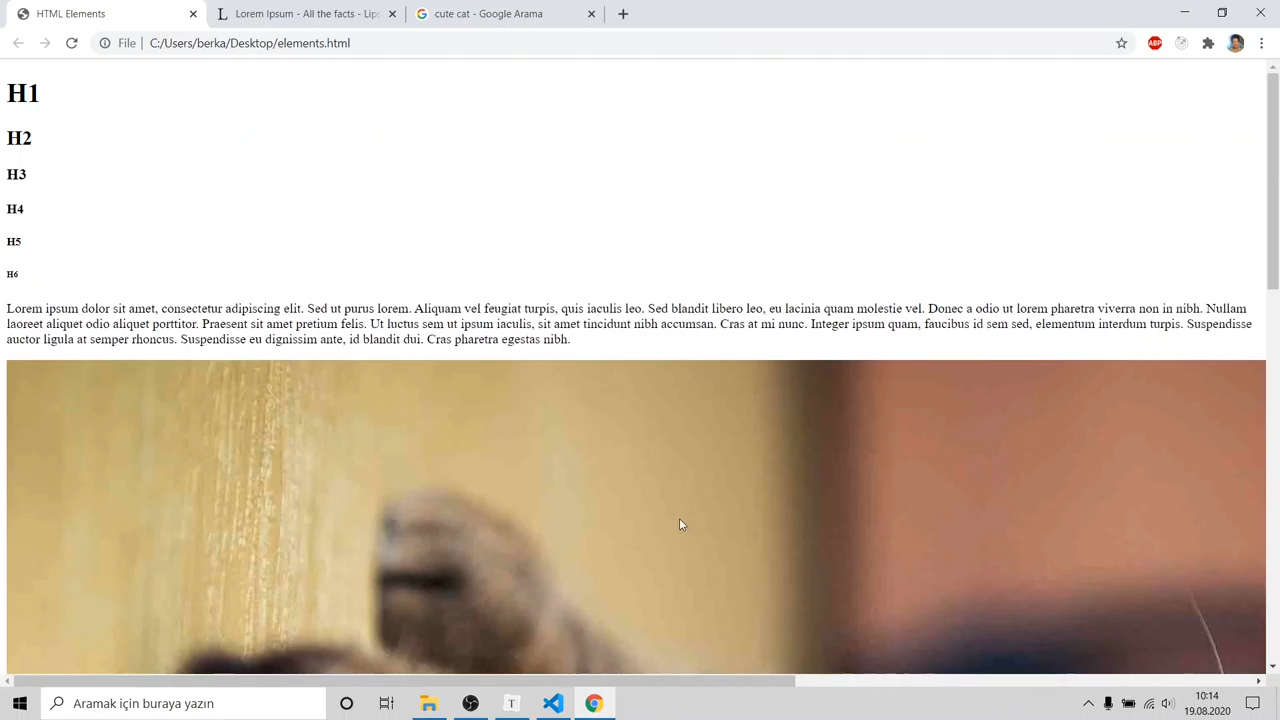 HTML Elements
Lorem Ipsum - All the facts - Lips
cute cat - Google Arama
File
C:/Users/berka/Desktop/elements.html
ABP
H1
H2
H3
H4
H5
H6
Lorem ipsum dolor sit amet, consectetur adipiscing elit. Sed ut purus lorem. Aliquam vel feugiat turpis, quis iaculis leo. Sed blandit libero leo, eu lacinia quam molestie vel. Donec a odio ut lorem pharetra viverra non in nibh. Nullam
laoreet aliquet odio aliquet porttitor. Praesent sit amet pretium felis. Ut luctus sem ut ipsum iaculis, sit amet tincidunt nibh accumsan. Cras at mi nunc. Integer ipsum quam, faucibus id sem sed, elementum interdum turpis. Suspendisse
auctor ligula at semper rhoncus. Suspendisse eu dignissim ante, id blandit dui. Cras pharetra egestas nibh.
Aramak için buraya yazın
T
10:14
19.08.2020